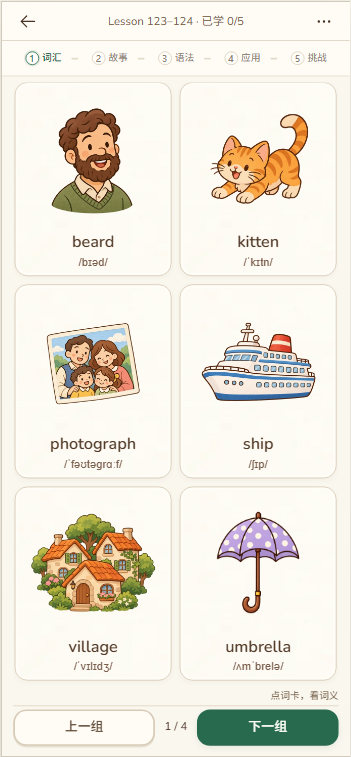 Lesson 123–124 · 已学 0/5
1 词汇 – 2 故事 – 3 语法 – 4 应用 – 5 挑战
beard kitten
/bɪəd/ /ˈkɪtn/
photograph ship
/ˈfəʊtəɡrɑːf/ /ʃɪp/
village umbrella
/ˈvɪlɪdʒ/ /ʌmˈbrelə/
点词卡，看词义
上一组 1 / 4 下一组